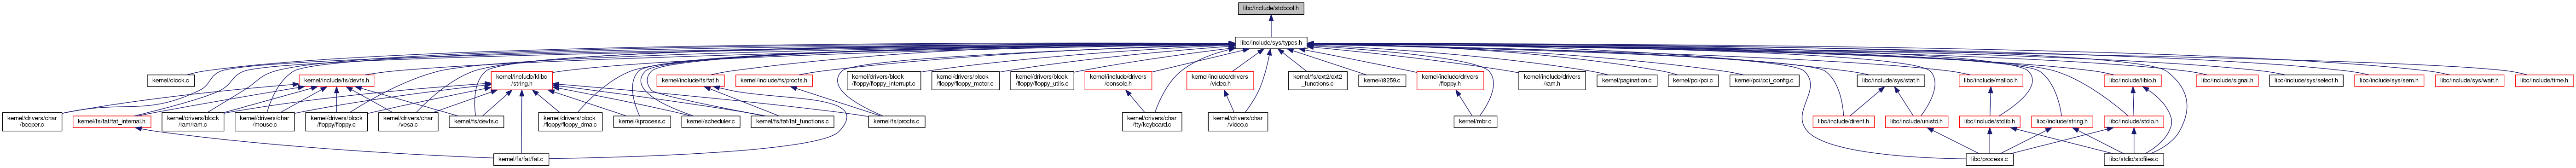 libc/include/stdbool.h
libc/include/sys/types.h
kernel/clock.c
kernel/include/fs/devfs.h
kernel/include/klibc
/string.h
kernel/include/fs/fat.h
kernel/include/fs/procfs.h
kernel/drivers/block
/floppy/floppy_interrupt.c
kernel/drivers/block
/floppy/floppy_motor.c
kernel/drivers/block
/floppy/floppy_utils.c
kernel/include/drivers
/console.h
kernel/include/drivers
/video.h
kernel/fs/ext2/ext2
_functions.c
kernel/i8259.c
kernel/include/drivers
/floppy.h
kernel/include/drivers
/ram.h
kernel/pagination.c
kernel/pci/pci.c
kernel/pci/pci_config.c
libc/include/sys/stat.h
libc/include/malloc.h
libc/include/libio.h
libc/include/signal.h
libc/include/sys/select.h
libc/include/sys/sem.h
libc/include/sys/wait.h
libc/include/time.h
kernel/drivers/char
/beeper.c
kernel/fs/fat/fat_internal.h
kernel/drivers/block
/ram/ram.c
kernel/drivers/char
/mouse.c
kernel/drivers/block
/floppy/floppy.c
kernel/drivers/char
/vesa.c
kernel/fs/devfs.c
kernel/drivers/block
/floppy/floppy_dma.c
kernel/kprocess.c
kernel/scheduler.c
kernel/fs/fat/fat_functions.c
kernel/fs/procfs.c
kernel/drivers/char
/tty/keyboard.c
kernel/drivers/char
/video.c
kernel/mbr.c
libc/include/dirent.h
libc/include/unistd.h
libc/include/stdlib.h
libc/include/string.h
libc/include/stdio.h
kernel/fs/fat/fat.c
libc/process.c
libc/stdio/stdfiles.c